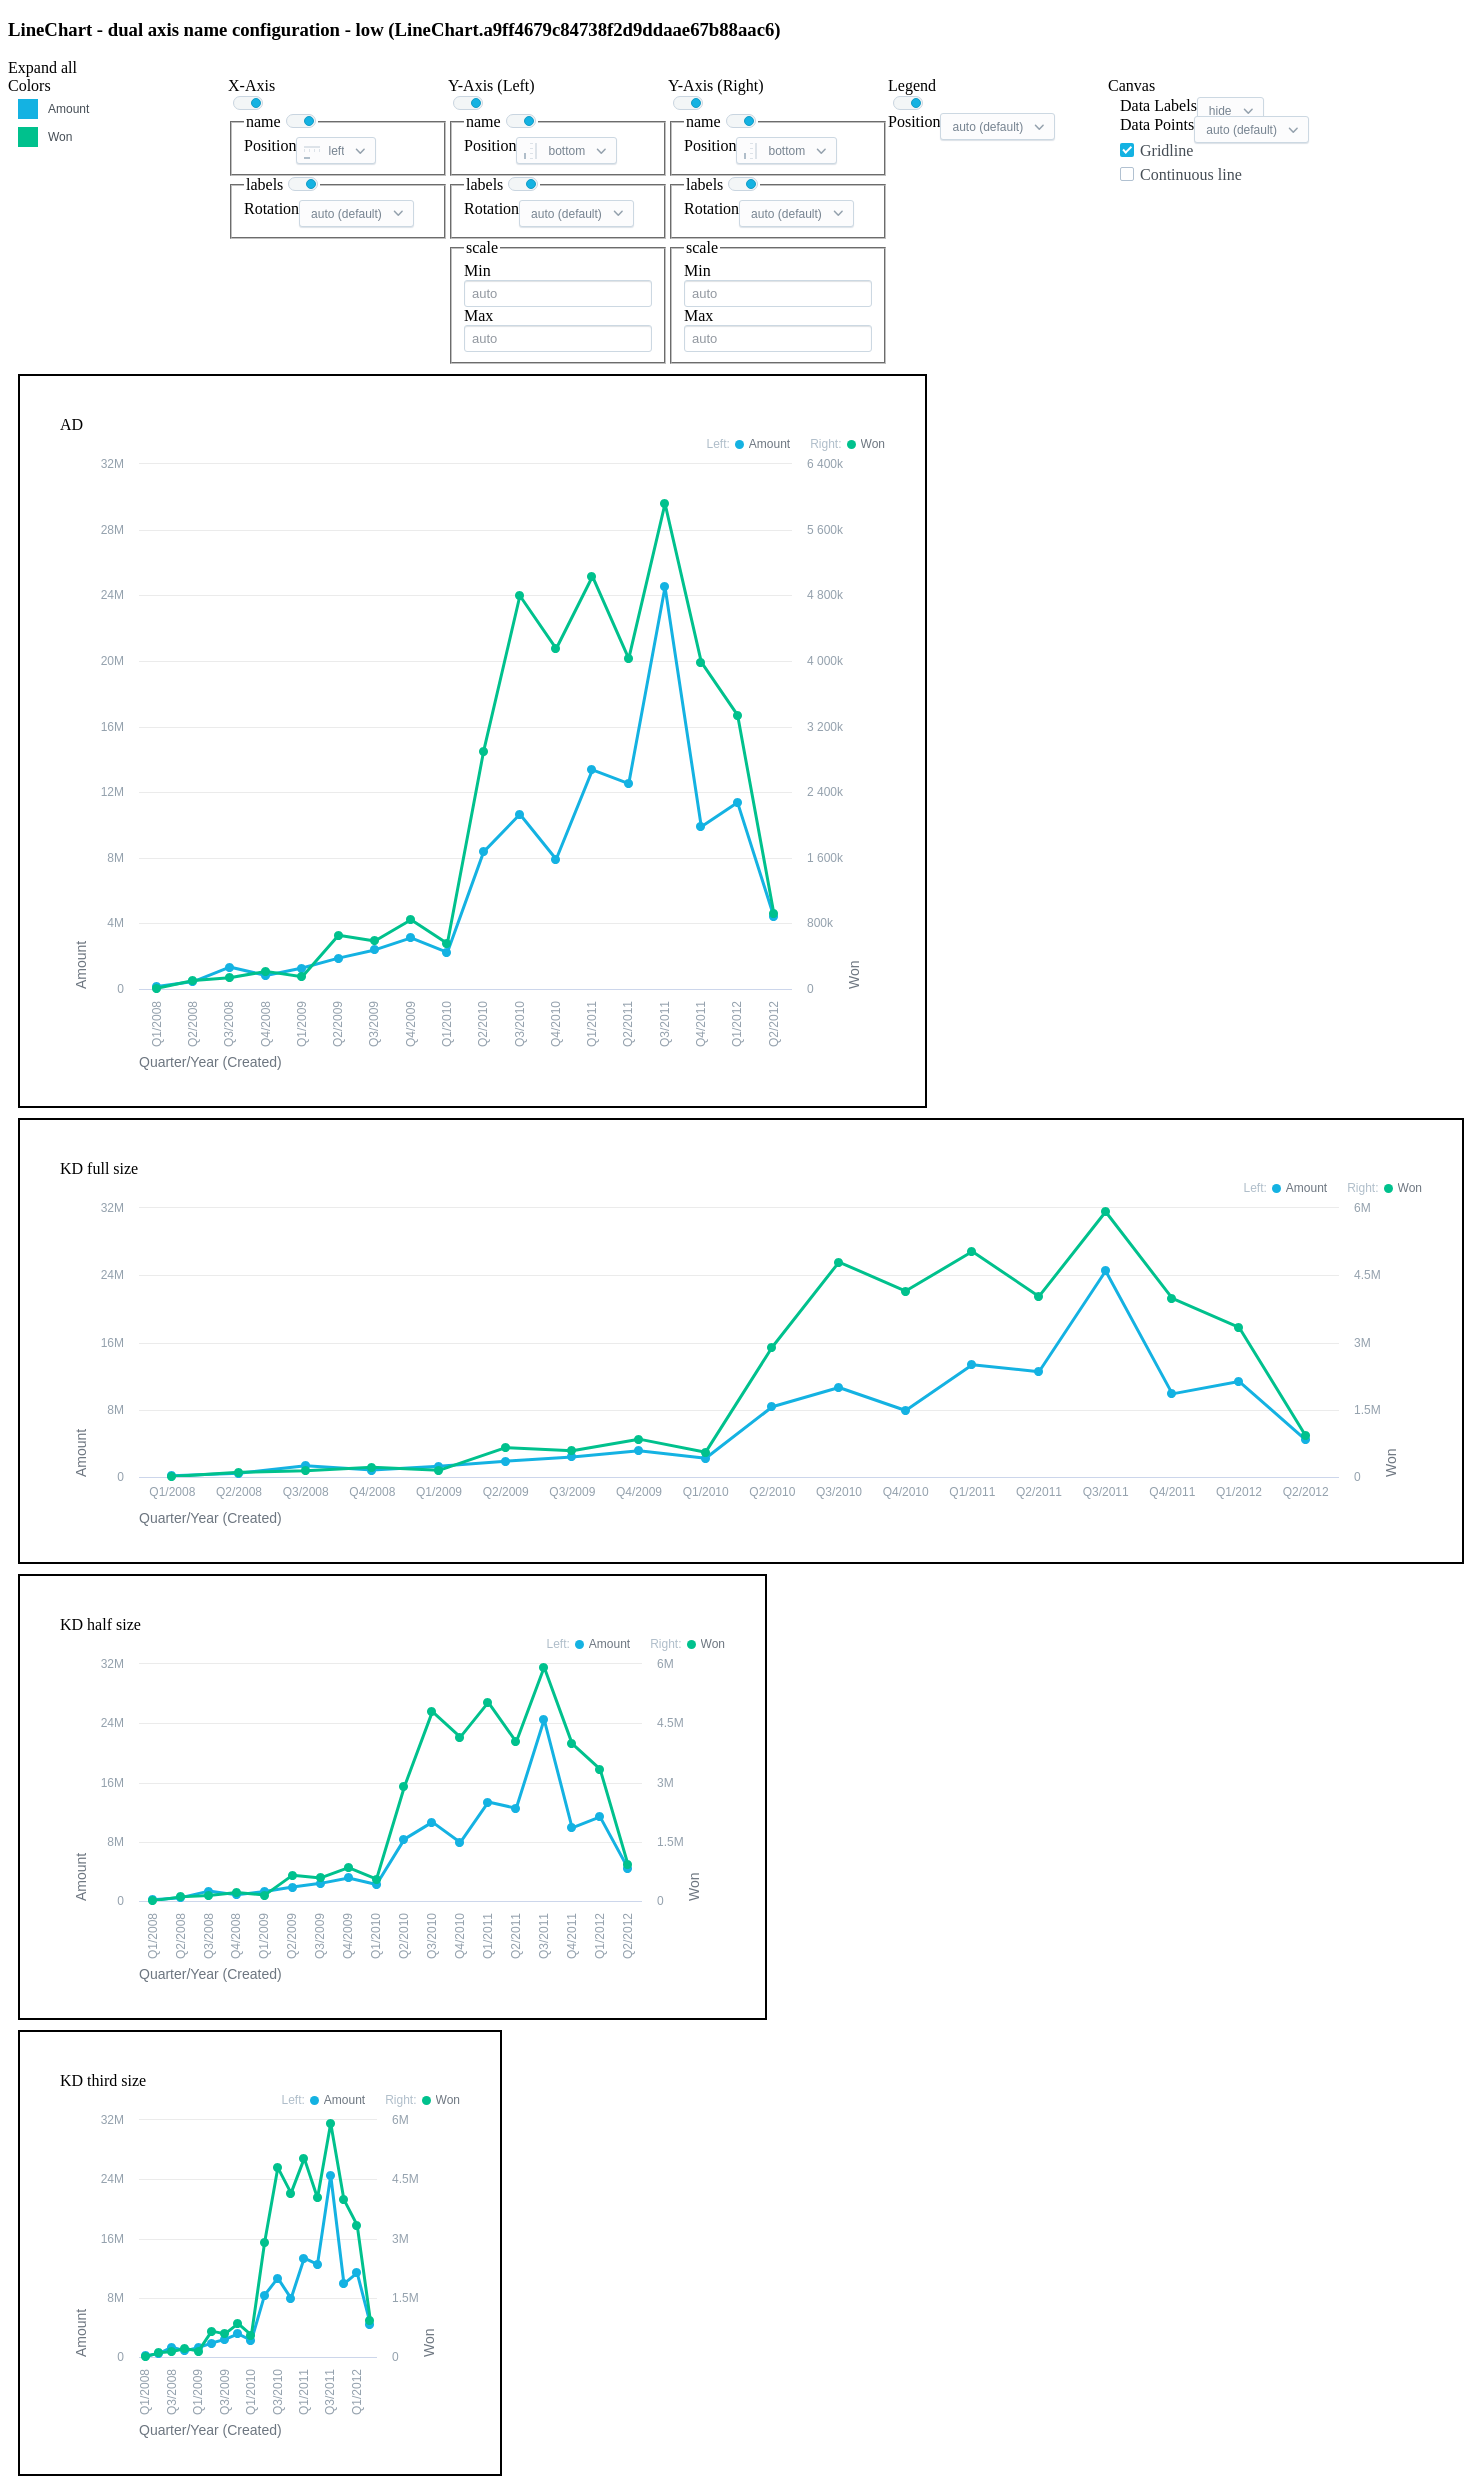 LineChart - dual axis name configuration - low (LineChart.a9ff4679c84738f2d9ddaae67b88aac6)
Expand all
Colors
Amount
Won
X-Axis
name
Position left
labels
Rotation auto (default)
Y-Axis (Left)
name
Position bottom
labels
Rotation auto (default)
scale
Min
auto
Max
auto
Y-Axis (Right)
name
Position bottom
labels
Rotation auto (default)
scale
Min
auto
Max
auto
Legend
Position auto (default)
Canvas
Data Labels hide
Data Points auto (default)
Gridline
Continuous line
AD
Left: Amount Right: Won
32M 6 400k
28M 5 600k
24M 4 800k
20M 4 000k
16M 3 200k
12M 2 400k
8M 1 600k
4M 800k
0 0
Amount
Won
Q1/2008 Q2/2008 Q3/2008 Q4/2008 Q1/2009 Q2/2009 Q3/2009 Q4/2009 Q1/2010 Q2/2010 Q3/2010 Q4/2010 Q1/2011 Q2/2011 Q3/2011 Q4/2011 Q1/2012 Q2/2012
Quarter/Year (Created)
KD full size
Left: Amount Right: Won
32M 6M
24M 4.5M
16M 3M
8M 1.5M
0 0
Amount
Won
Q1/2008 Q2/2008 Q3/2008 Q4/2008 Q1/2009 Q2/2009 Q3/2009 Q4/2009 Q1/2010 Q2/2010 Q3/2010 Q4/2010 Q1/2011 Q2/2011 Q3/2011 Q4/2011 Q1/2012 Q2/2012
Quarter/Year (Created)
KD half size
Left: Amount Right: Won
32M 6M
24M 4.5M
16M 3M
8M 1.5M
0 0
Amount
Won
Q1/2008 Q2/2008 Q3/2008 Q4/2008 Q1/2009 Q2/2009 Q3/2009 Q4/2009 Q1/2010 Q2/2010 Q3/2010 Q4/2010 Q1/2011 Q2/2011 Q3/2011 Q4/2011 Q1/2012 Q2/2012
Quarter/Year (Created)
KD third size
Left: Amount Right: Won
32M 6M
24M 4.5M
16M 3M
8M 1.5M
0 0
Amount
Won
Q1/2008 Q3/2008 Q1/2009 Q3/2009 Q1/2010 Q3/2010 Q1/2011 Q3/2011 Q1/2012
Quarter/Year (Created)